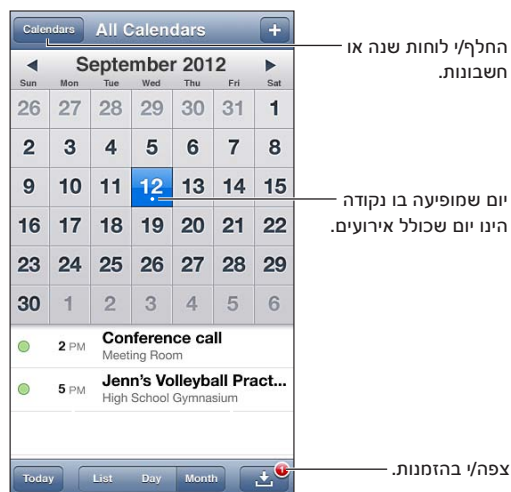 Calendars All Calendars +
החלף/י לוחות שנה או
חשבונות.
September 2012
Sun Mon Tue Wed Thu Fri Sat
26 27 28 29 30 31 1
2 3 4 5 6 7 8
9 10 11 12 13 14 15
יום שמופיעה בו נקודה
הינו יום שכולל אירועים.
16 17 18 19 20 21 22
23 24 25 26 27 28 29
30 1 2 3 4 5 6
2 PM Conference call
Meeting Room
5 PM Jenn's Volleyball Pract...
High School Gymnasium
Today List Day Month 1
צפה/י בהזמנות.